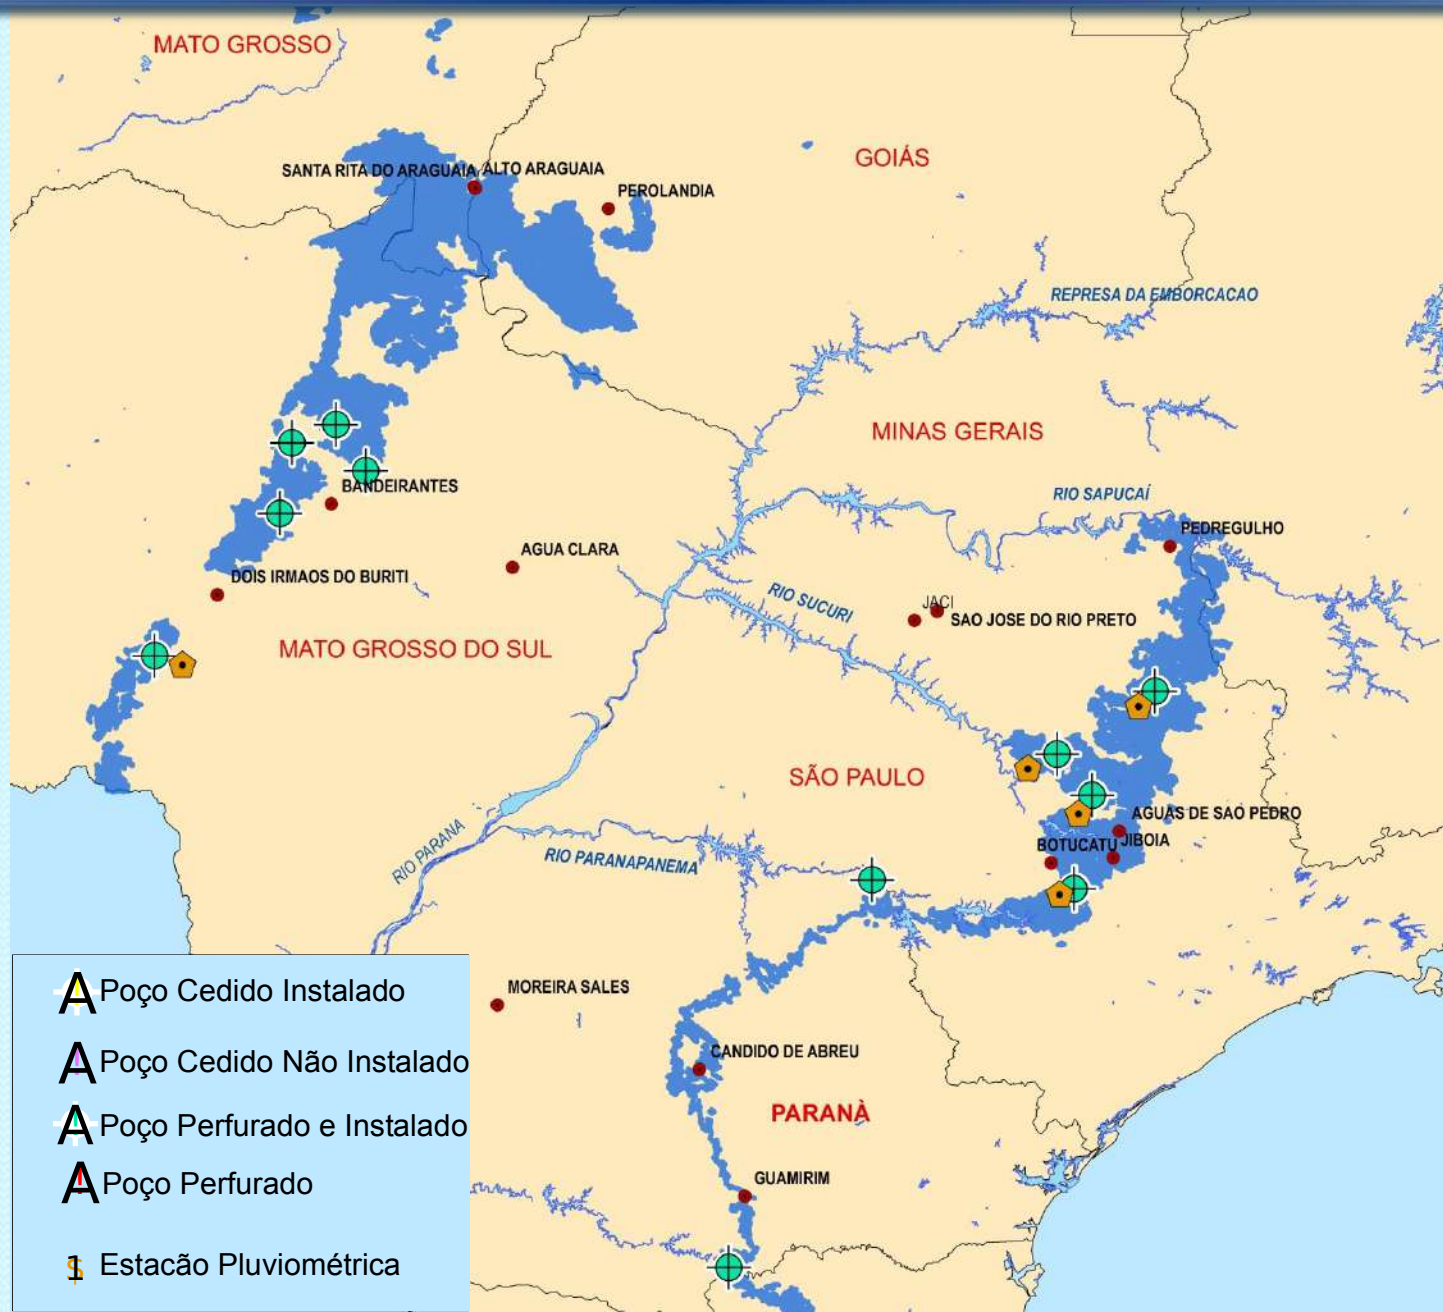 MATO GROSSO
GOIÁS
SANTA RITA DO ARAGUAIA
ALTO ARAGUAIA
PEROLANDIA
REPRESA DA EMBORCACAO
MINAS GERAIS
BANDEIRANTES
RIO SAPUCAÍ
PEDREGULHO
AGUA CLARA
DOIS IRMAOS DO BURITI
RIO SUCURI
JACI
SAO JOSE DO RIO PRETO
MATO GROSSO DO SUL
SÃO PAULO
AGUAS DE SAO PEDRO
RIO PARANA
RIO PARANAPANEMA
BOTUCATU
JIBOIA
MOREIRA SALES
CANDIDO DE ABREU
PARANÀ
GUAMIRIM
A Poço Cedido Instalado
A Poço Cedido Não Instalado
A Poço Perfurado e Instalado
A Poço Perfurado
1 Estacão Pluviométrica